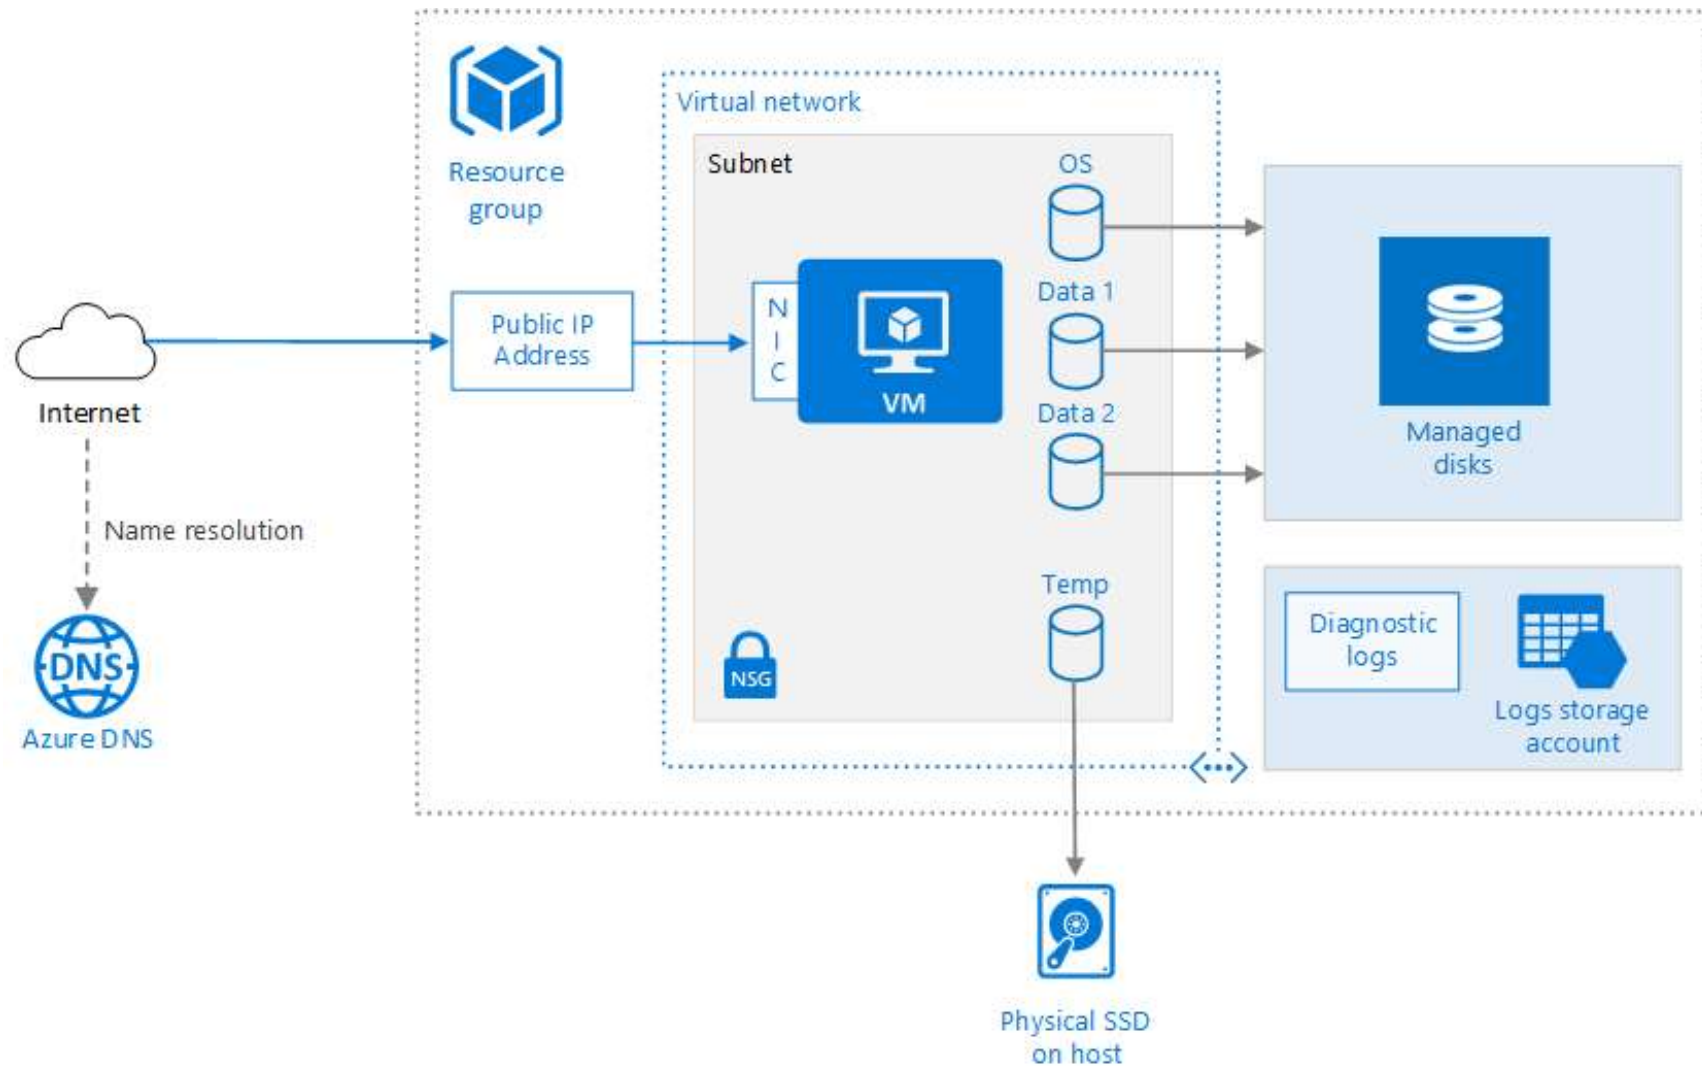 Resource
group
Virtual network
Subnet
OS
Data 1
Data 2
Temp
Public IP
Address
N
I
C
VM
NSG
Internet
Name resolution
DNS
Azure DNS
Managed
disks
Diagnostic
logs
Logs storage
account
Physical SSD
on host